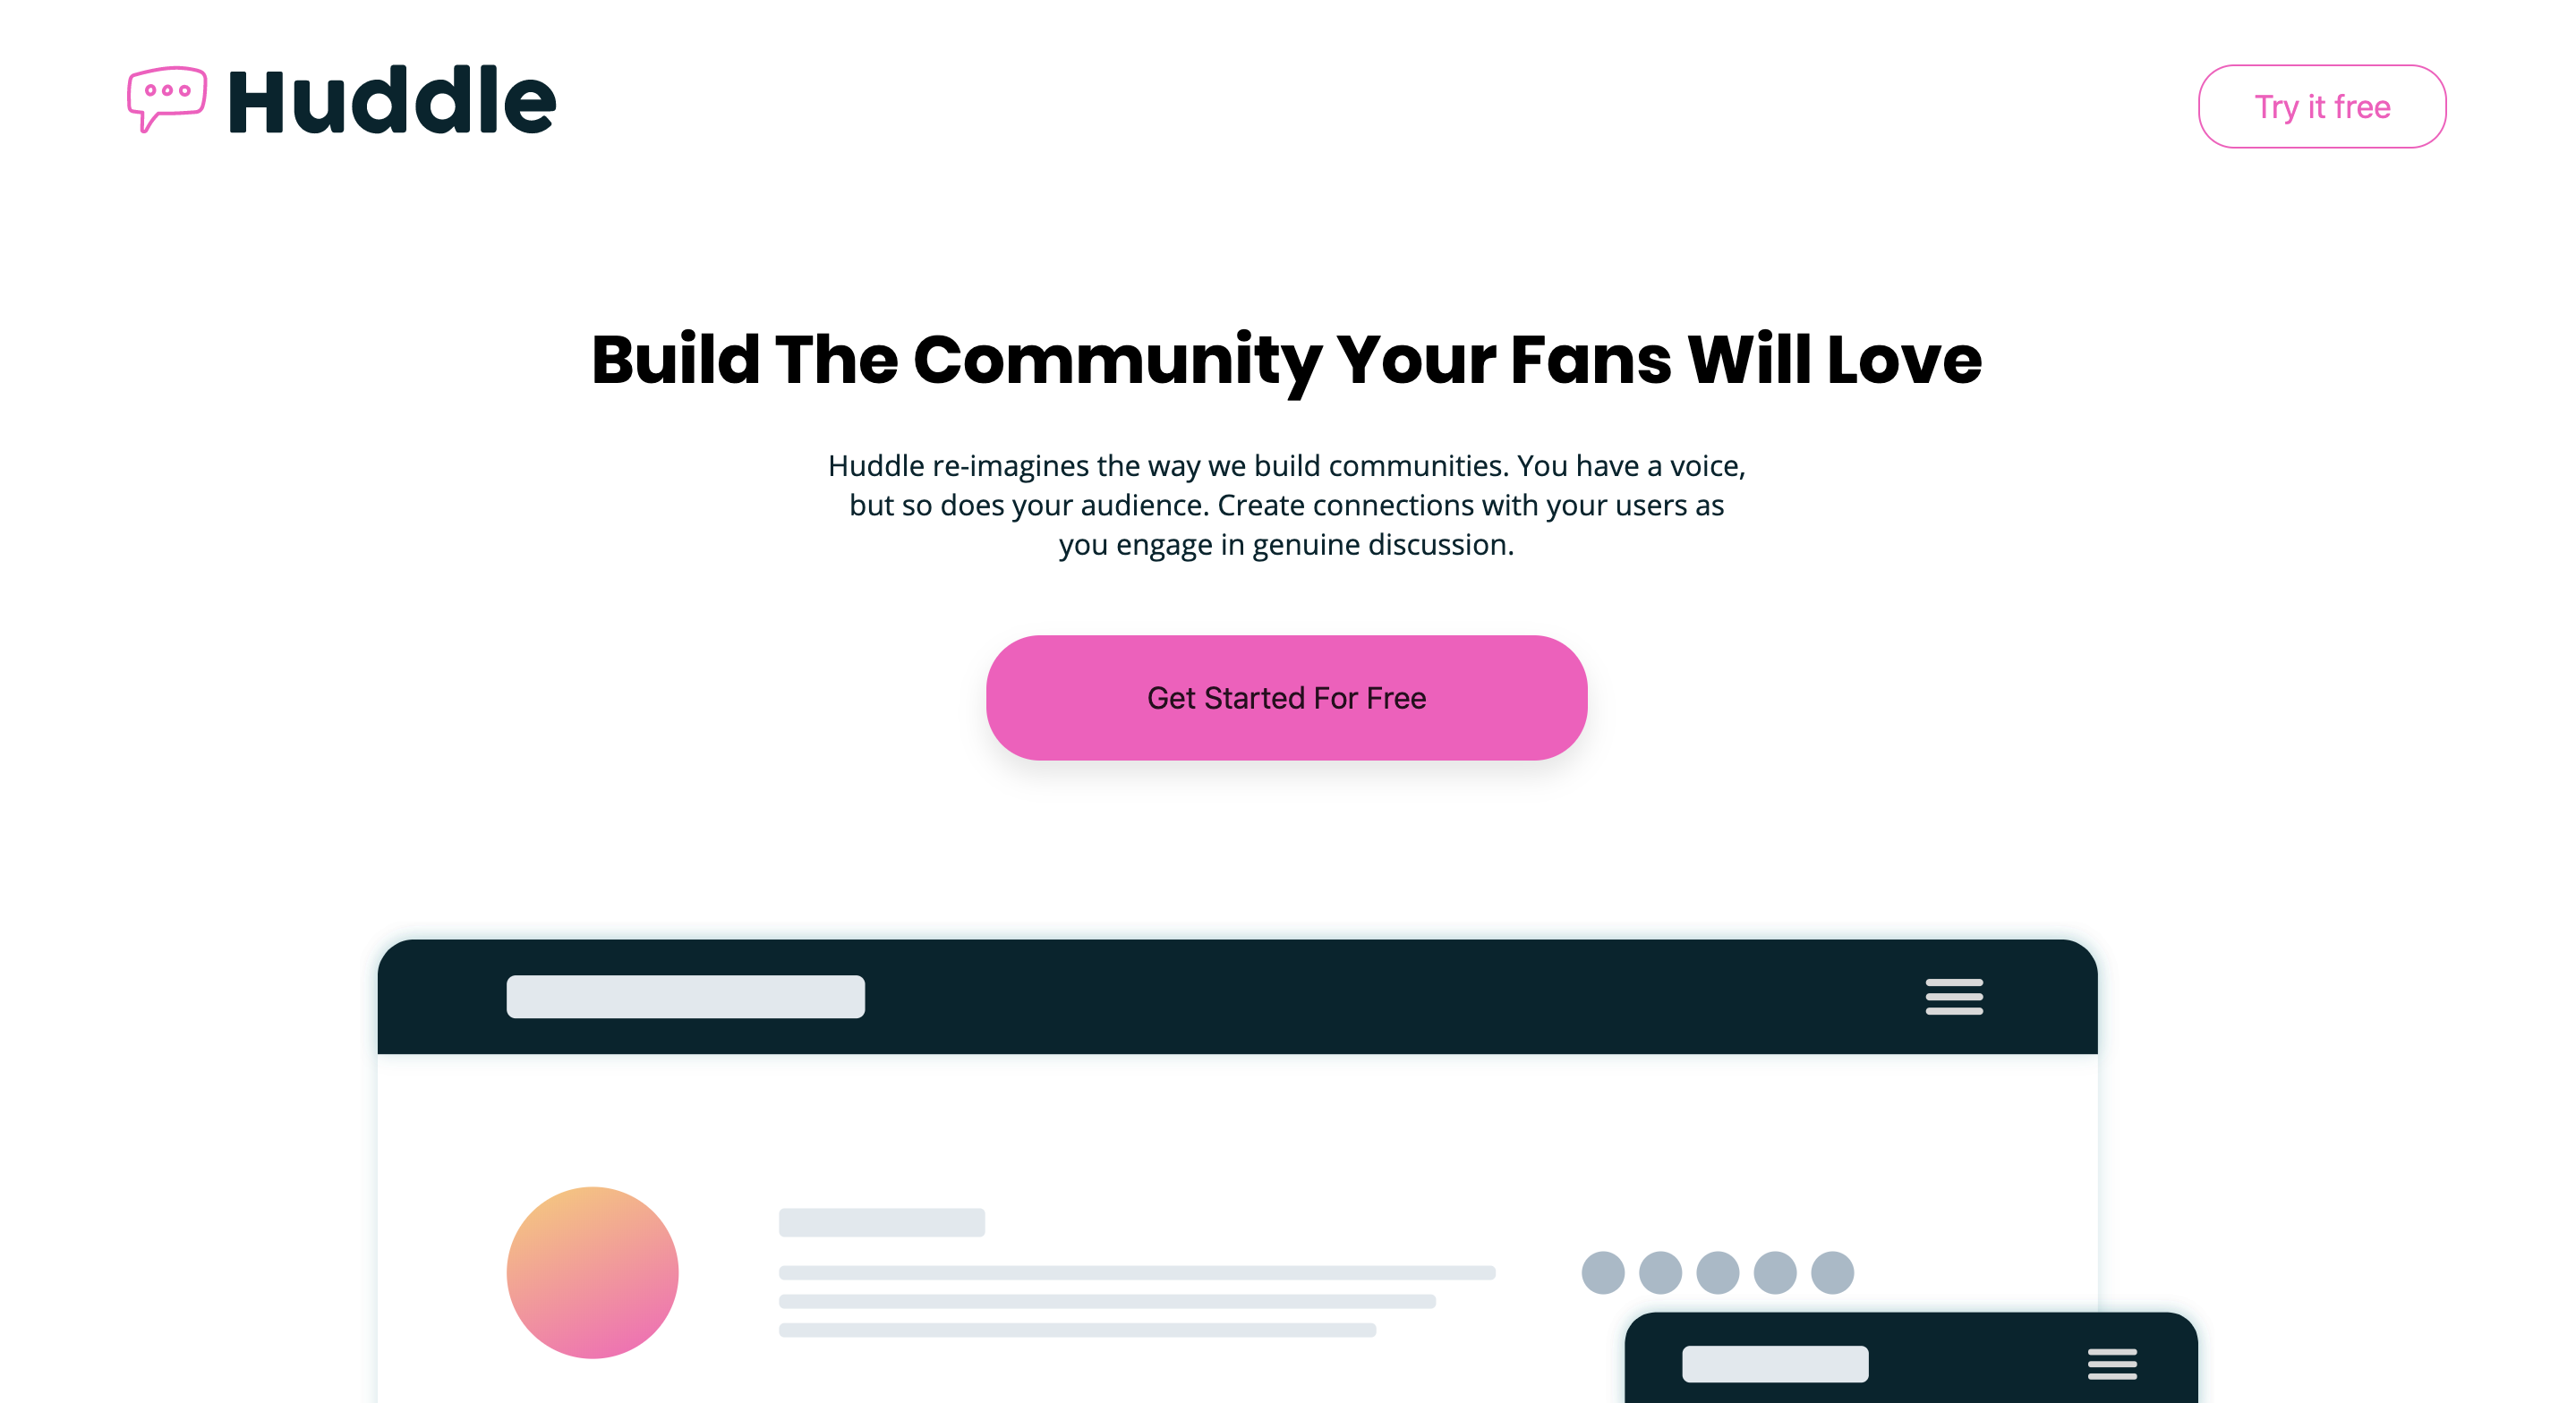 Huddle
Try it free
Build The Community Your Fans Will Love
Huddle re-imagines the way we build communities. You have a voice,
but so does your audience. Create connections with your users as
you engage in genuine discussion.
Get Started For Free